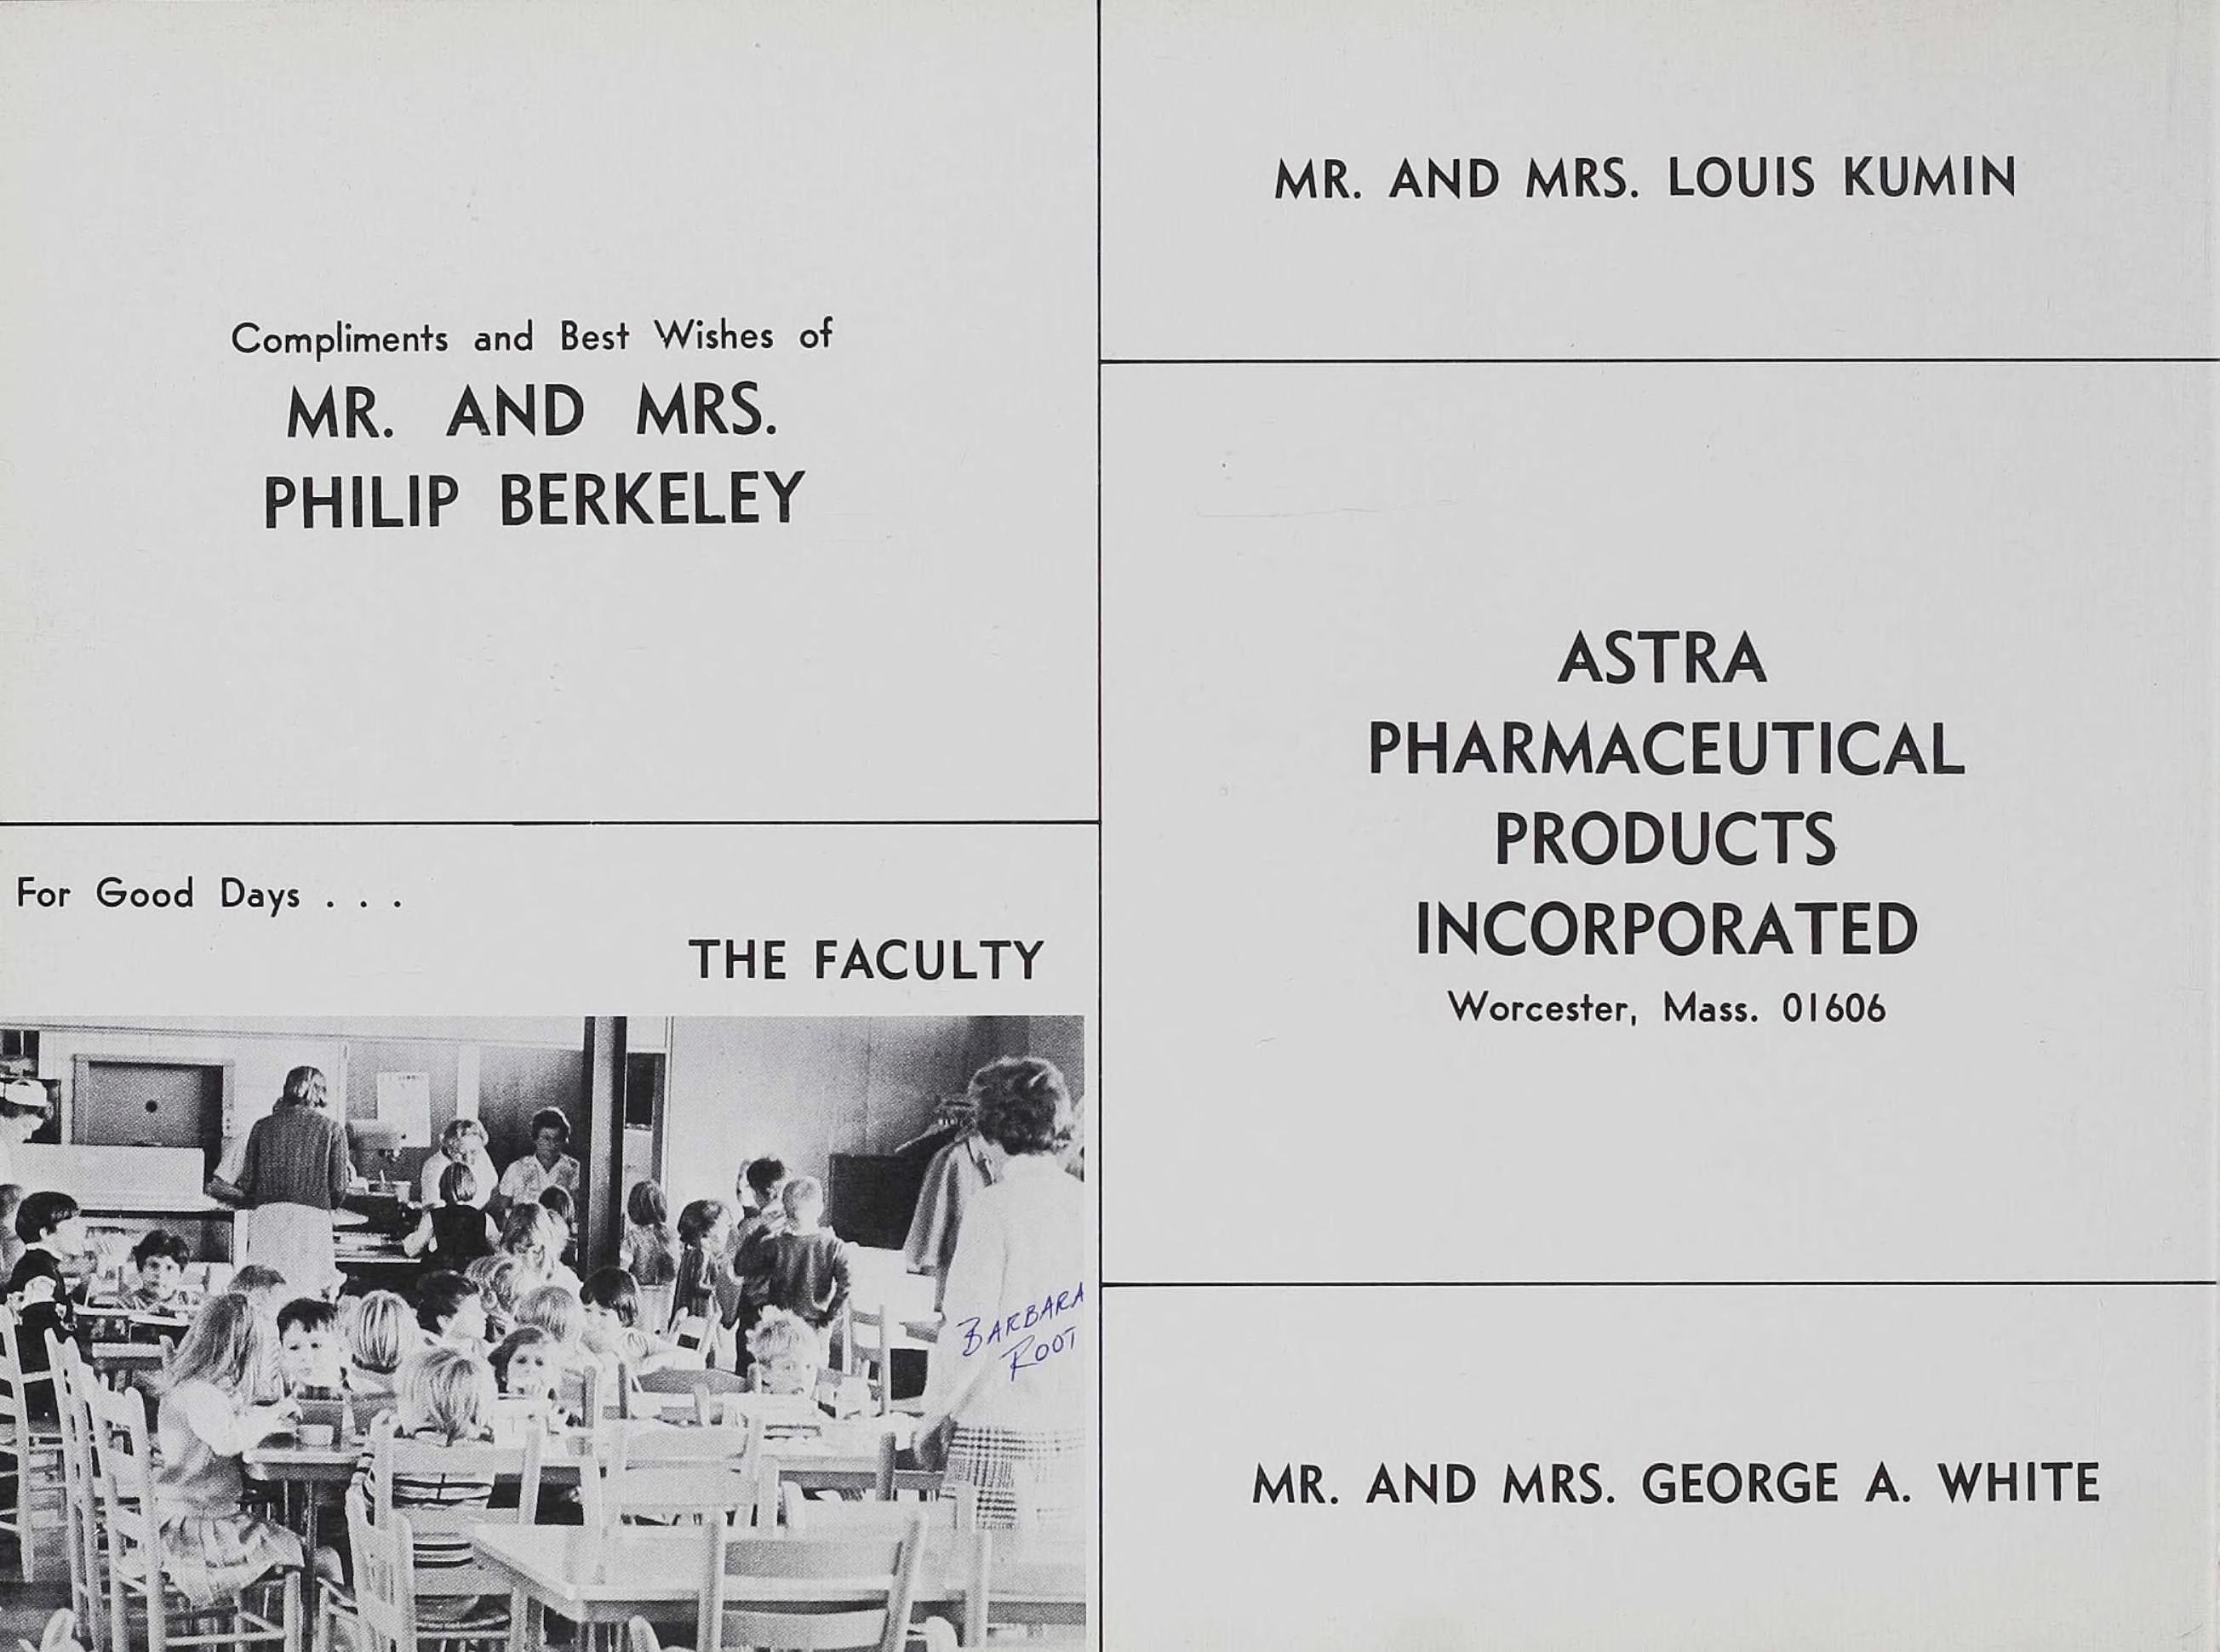 Compliments and Best Wishes of
MR. AND MRS.
PHILIP BERKELEY
For Good Days . . .
THE FACULTY
BARBARA
ROOT
MR. AND MRS. LOUIS KUMIN
ASTRA
PHARMACEUTICAL
PRODUCTS
INCORPORATED
Worcester, Mass. 01606
MR. AND MRS. GEORGE A. WHITE